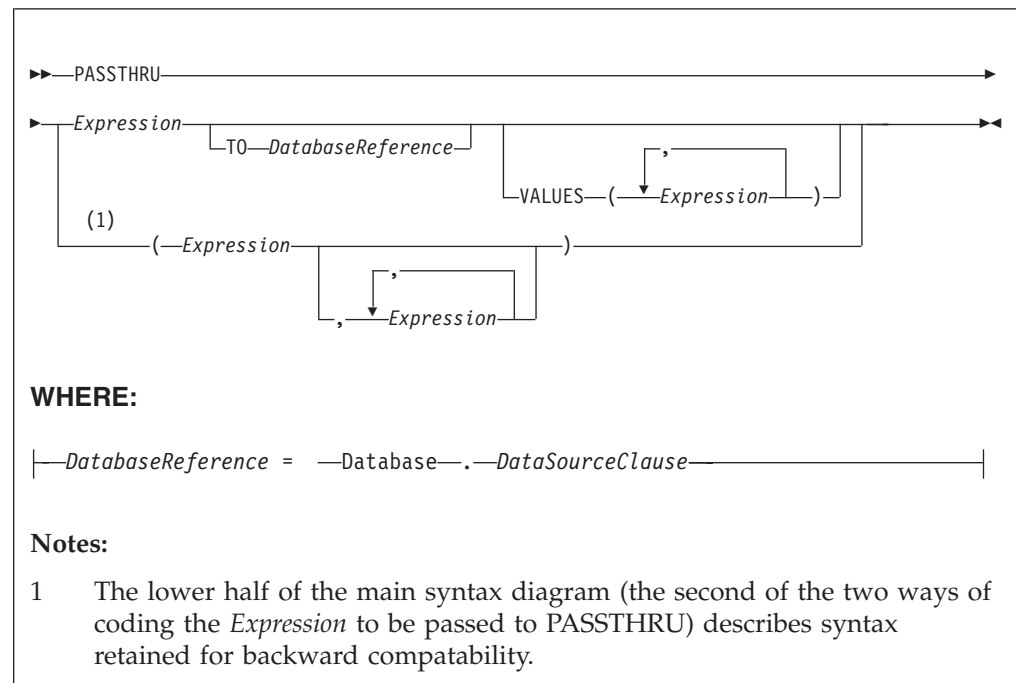 PASSTHRU
Expression
TO DatabaseReference
,
VALUES ( Expression )
(1)
( Expression )
,
, Expression
WHERE:
DatabaseReference = Database . DataSourceClause
Notes:
1 The lower half of the main syntax diagram (the second of the two ways of
coding the Expression to be passed to PASSTHRU) describes syntax
retained for backward compatability.